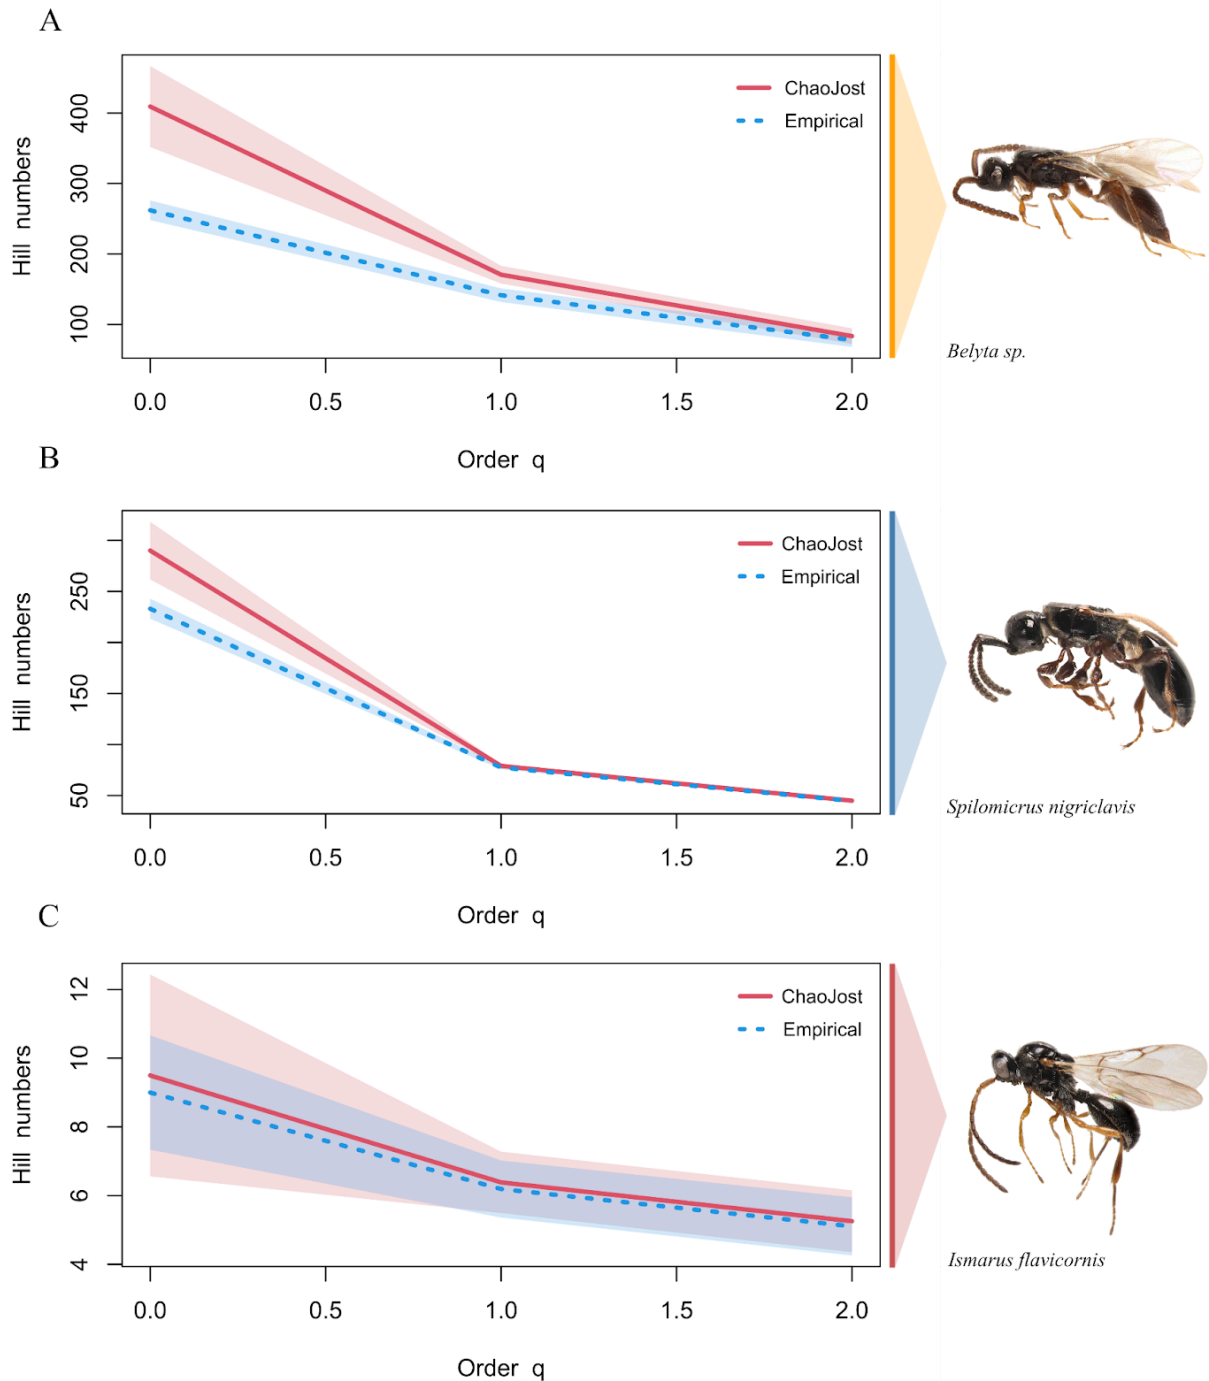 A
Hill numbers
400
300
200
100
ChaoJost
Empirical
0.0 0.5 1.0 1.5 2.0
Order q
Belyta sp.
B
Hill numbers
250
150
50
ChaoJost
Empirical
0.0 0.5 1.0 1.5 2.0
Order q
Spilomicrus nigriclavis
C
Hill numbers
12
10
8
6
4
ChaoJost
Empirical
0.0 0.5 1.0 1.5 2.0
Order q
Ismarus flavicornis